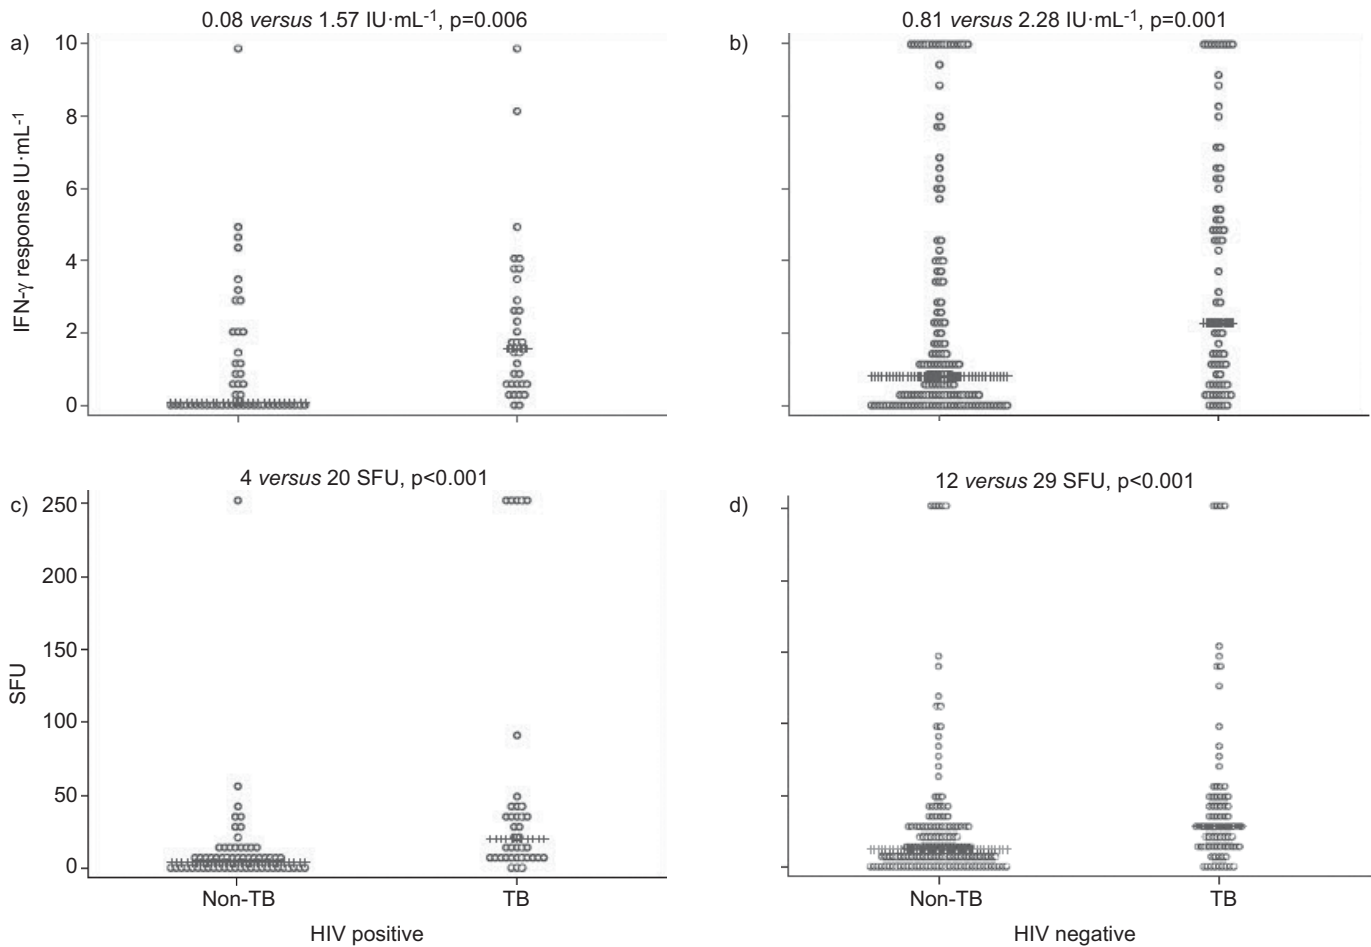 0.08 versus 1.57 IU·mL-1, p=0.006
0.81 versus 2.28 IU·mL-1, p=0.001
a)
b)
10
8
6
4
2
0
IFN-γ response IU·mL-1
4 versus 20 SFU, p<0.001
12 versus 29 SFU, p<0.001
c)
d)
250
200
150
100
50
0
SFU
Non-TB
TB
Non-TB
TB
HIV positive
HIV negative